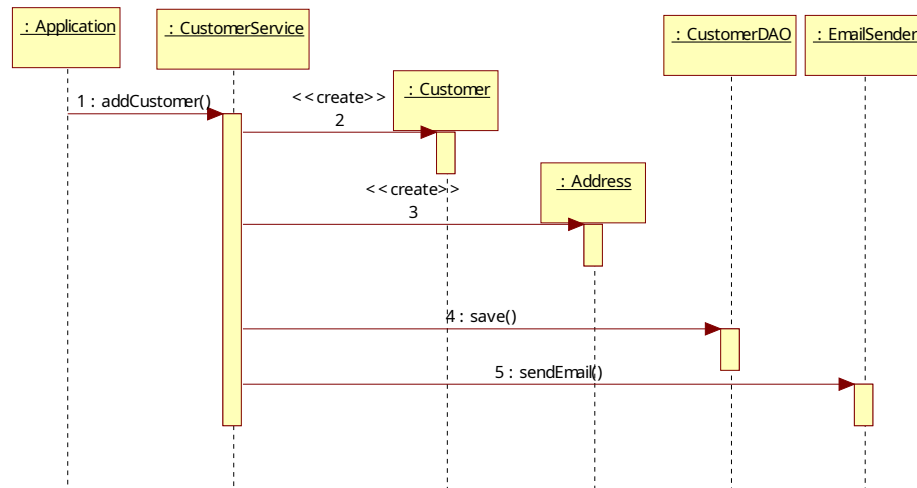 : Application
: CustomerService
: CustomerDAO
: EmailSender
: Customer
1 : addCustomer()
<<create>>
2
: Address
<<create>>
3
4 : save()
5 : sendEmail()